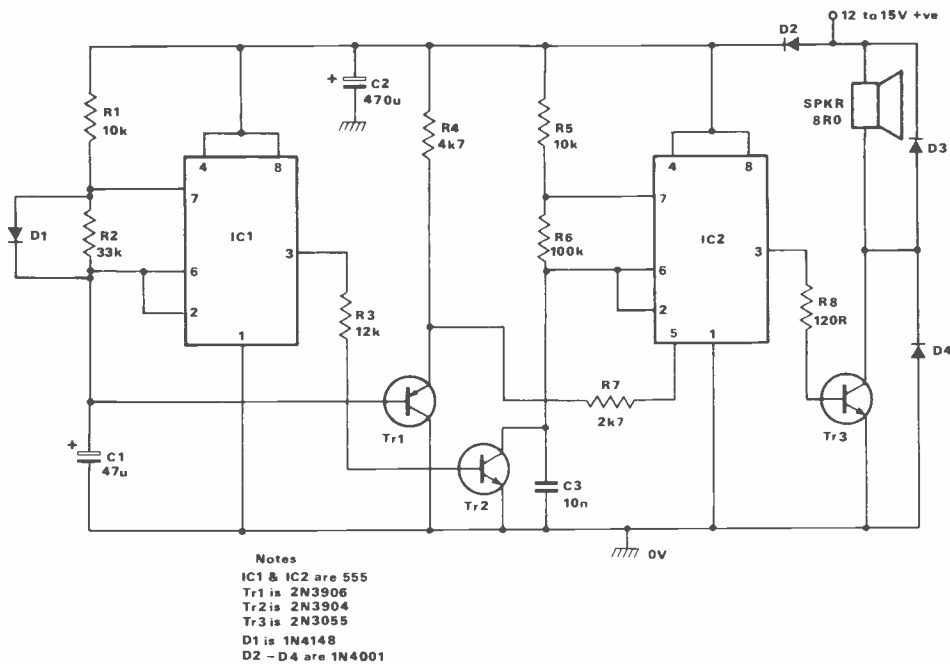 12 to 15V +ve
D2
+
C2
470u
R1
10k
R4
4k7
R5
10k
SPKR
8R0
D3
4
8
4
8
7
7
D1
R2
33k
IC1
R6
100k
IC2
3
3
6
6
2
2
R3
12k
R8
120R
1
5
1
D4
R7
2k7
Tr1
Tr3
+
C1
47u
Tr2
C3
10n
0V
Notes
IC1 & IC2 are 555
Tr1 is 2N3906
Tr2 is 2N3904
Tr3 is 2N3055
D1 is 1N4148
D2 – D4 are 1N4001